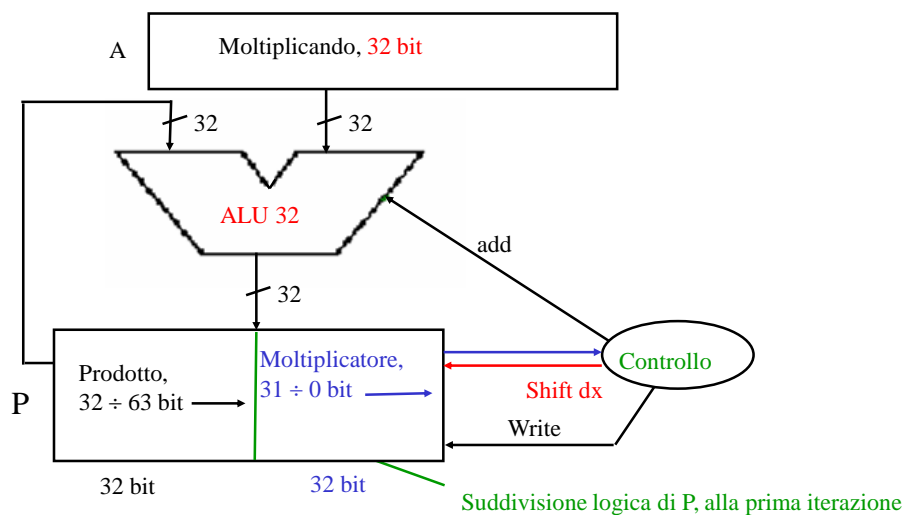 A
Moltiplicando, 32 bit
32
32
ALU 32
add
32
Prodotto,
32 ÷ 63 bit
Moltiplicatore,
31 ÷ 0 bit
Controllo
P
Shift dx
Write
32 bit
32 bit
Suddivisione logica di P, alla prima iterazione